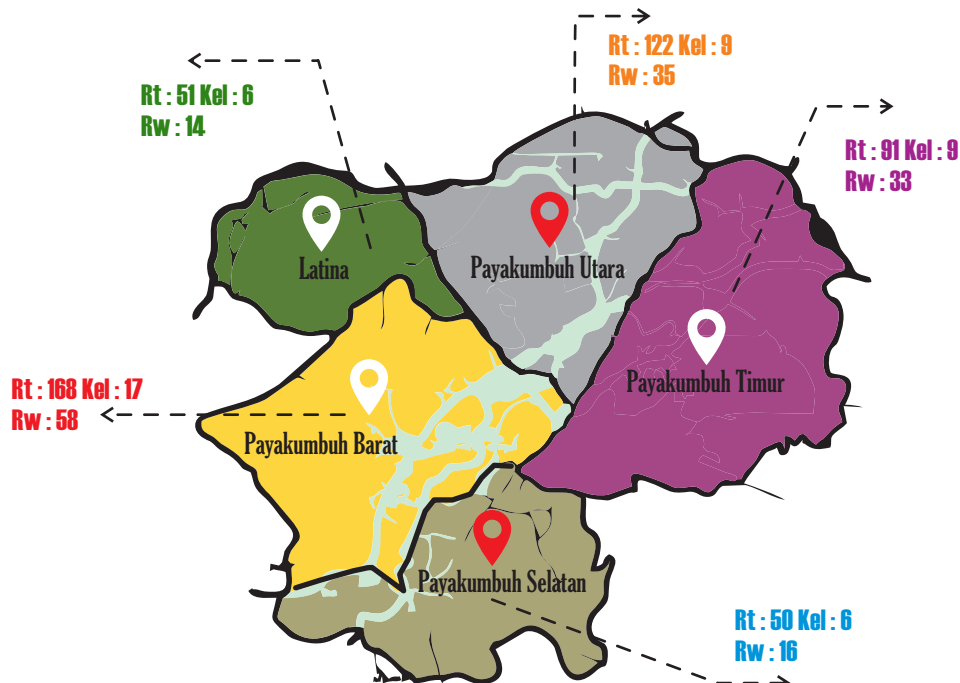 Rt : 122 Kel : 9
Rw : 35
Rt : 51 Kel : 6
Rw : 14
Rt : 91 Kel : 9
Rw : 33
Latina
Payakumbuh Utara
Payakumbuh Timur
Rt : 168 Kel : 17
Rw : 58
Payakumbuh Barat
Payakumbuh Selatan
Rt : 50 Kel : 6
Rw : 16